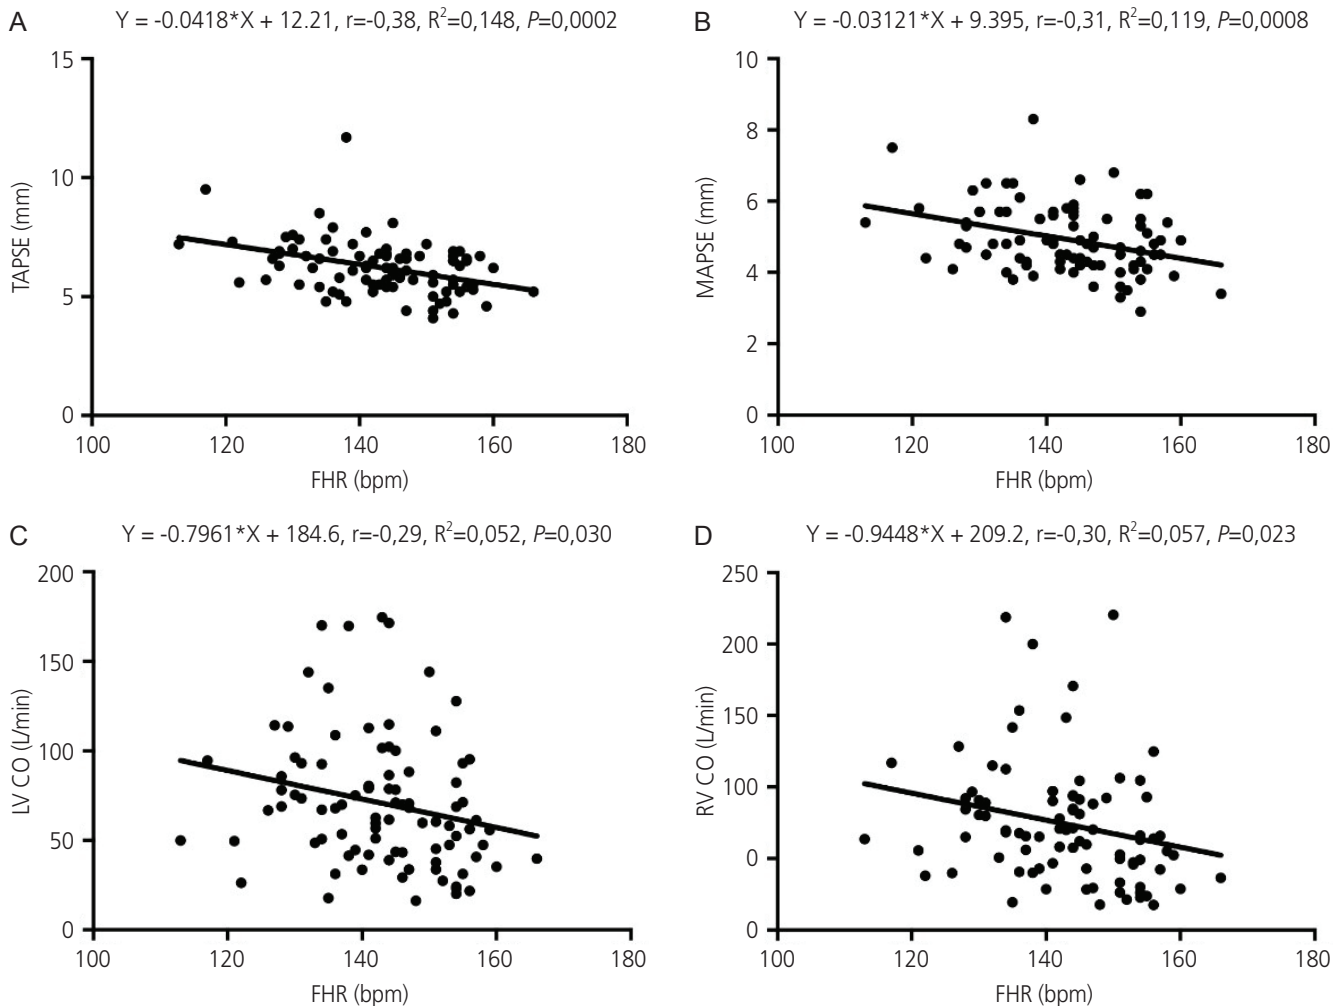 A
Y = -0.0418*X + 12.21, r=-0,38, R²=0,148, P=0,0002
15
10
5
0
TAPSE (mm)
100 120 140 160 180
FHR (bpm)
B
Y = -0.03121*X + 9.395, r=-0,31, R²=0,119, P=0,0008
10
8
6
4
2
0
MAPSE (mm)
100 120 140 160 180
FHR (bpm)
C
Y = -0.7961*X + 184.6, r=-0,29, R²=0,052, P=0,030
200
150
100
50
0
LV CO (L/min)
100 120 140 160 180
FHR (bpm)
D
Y = -0.9448*X + 209.2, r=-0,30, R²=0,057, P=0,023
250
200
150
100
0
0
RV CO (L/min)
100 120 140 160 180
FHR (bpm)